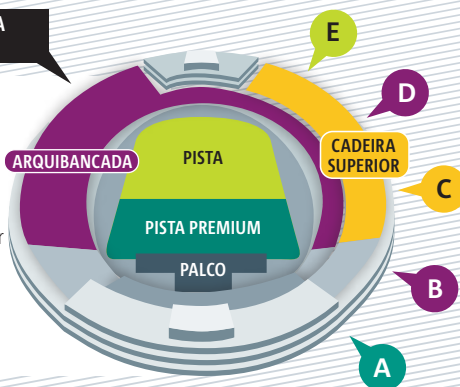 A
E
D
ARQUIBANCADA
PISTA
CADEIRA
SUPERIOR
C
PISTA PREMIUM
r
PALCO
B
A